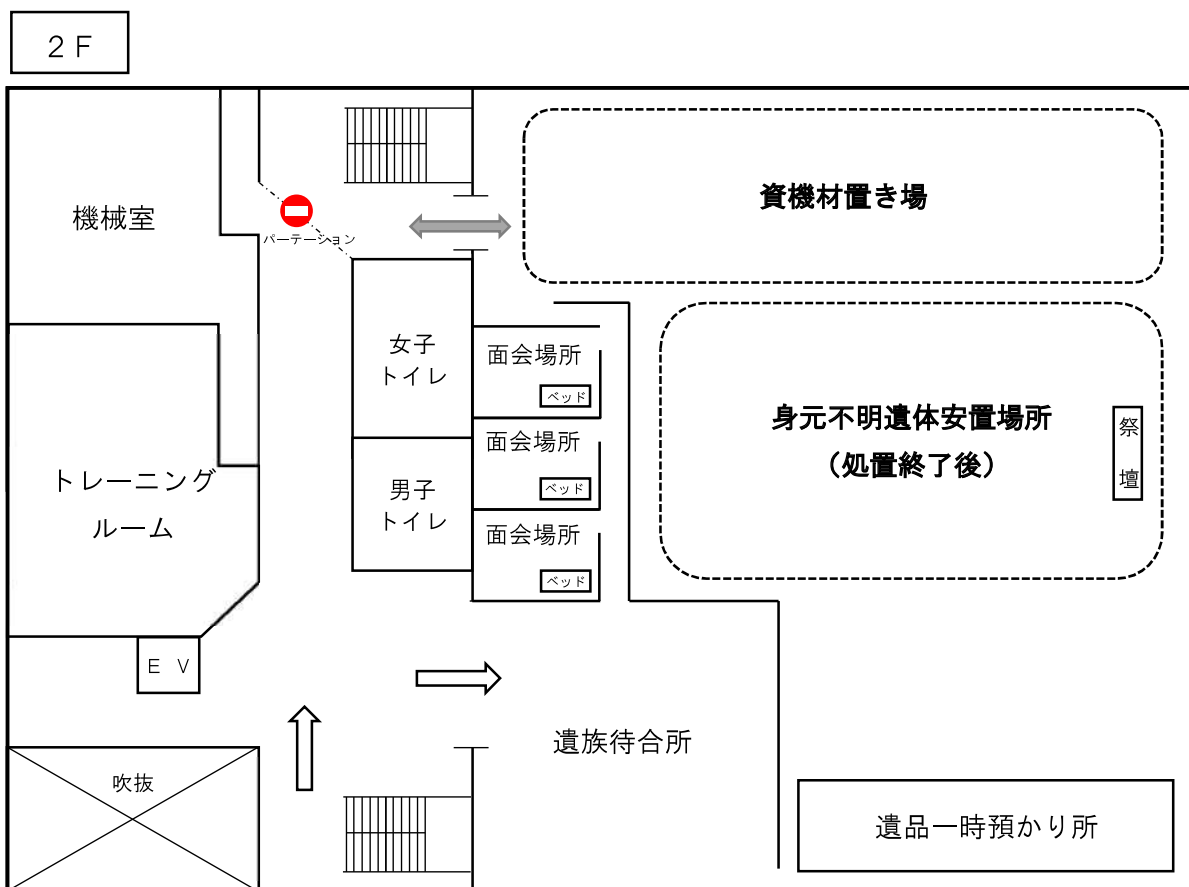 ２Ｆ
機械室
パーテーション
資機材置き場
女子
トイレ
面会場所
ベッド
身元不明遺体安置場所
（処置終了後）
祭
壇
面会場所
ベッド
トレーニング
ルーム
男子
トイレ
面会場所
ベッド
ＥＶ
遺族待合所
吹抜
遺品一時預かり所